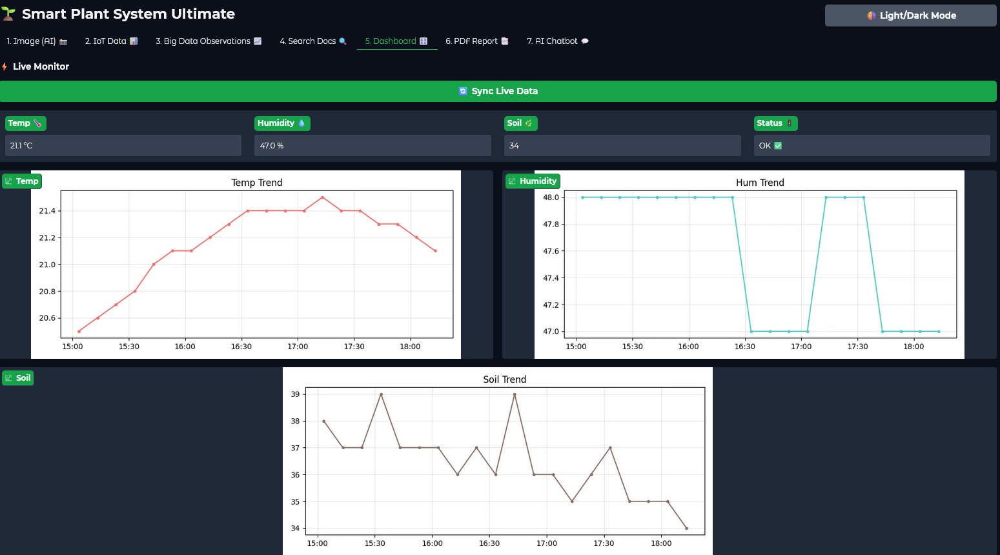 Smart Plant System Ultimate
Light/Dark Mode
1. Image (AI)
2. IoT Data
3. Big Data Observations
4. Search Docs
5. Dashboard
6. PDF Report
7. AI Chatbot
Live Monitor
Sync Live Data
Temp
Humidity
Soil
Status
21.1 °C
47.0 %
34
OK
Temp
Temp Trend
21.4
21.2
21.0
20.8
20.6
15:00 15:30 16:00 16:30 17:00 17:30 18:00
Humidity
Hum Trend
48.0
47.8
47.6
47.4
47.2
47.0
15:00 15:30 16:00 16:30 17:00 17:30 18:00
Soil
Soil Trend
39
38
37
36
35
34
15:00 15:30 16:00 16:30 17:00 17:30 18:00